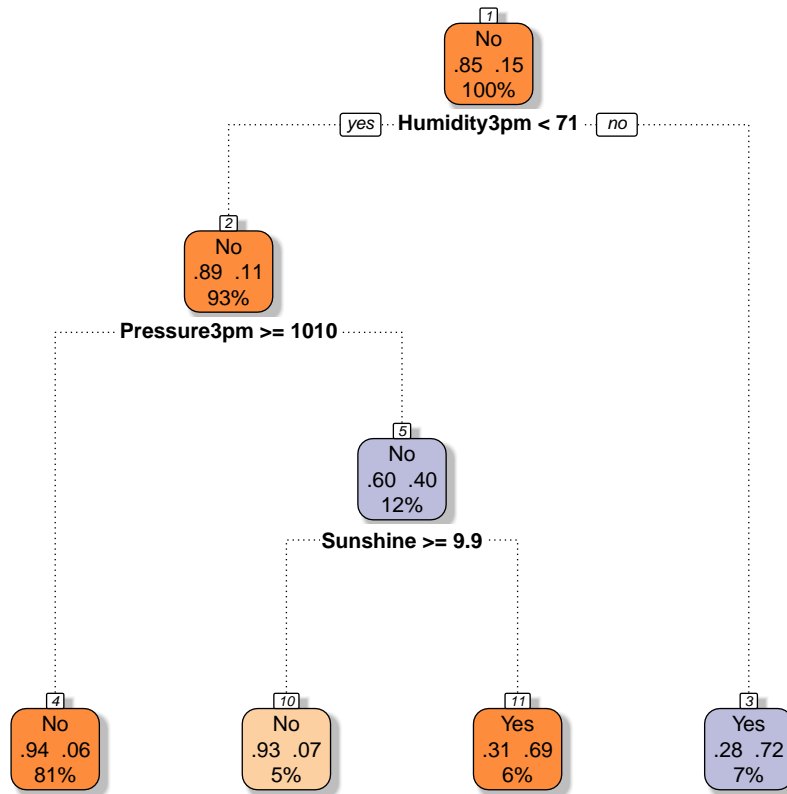 1
No
.85 .15
100%
yes Humidity3pm < 71 no
2
No
.89 .11
93%
Pressure3pm >= 1010
5
No
.60 .40
12%
Sunshine >= 9.9
4
No
.94 .06
81%
10
No
.93 .07
5%
11
Yes
.31 .69
6%
3
Yes
.28 .72
7%